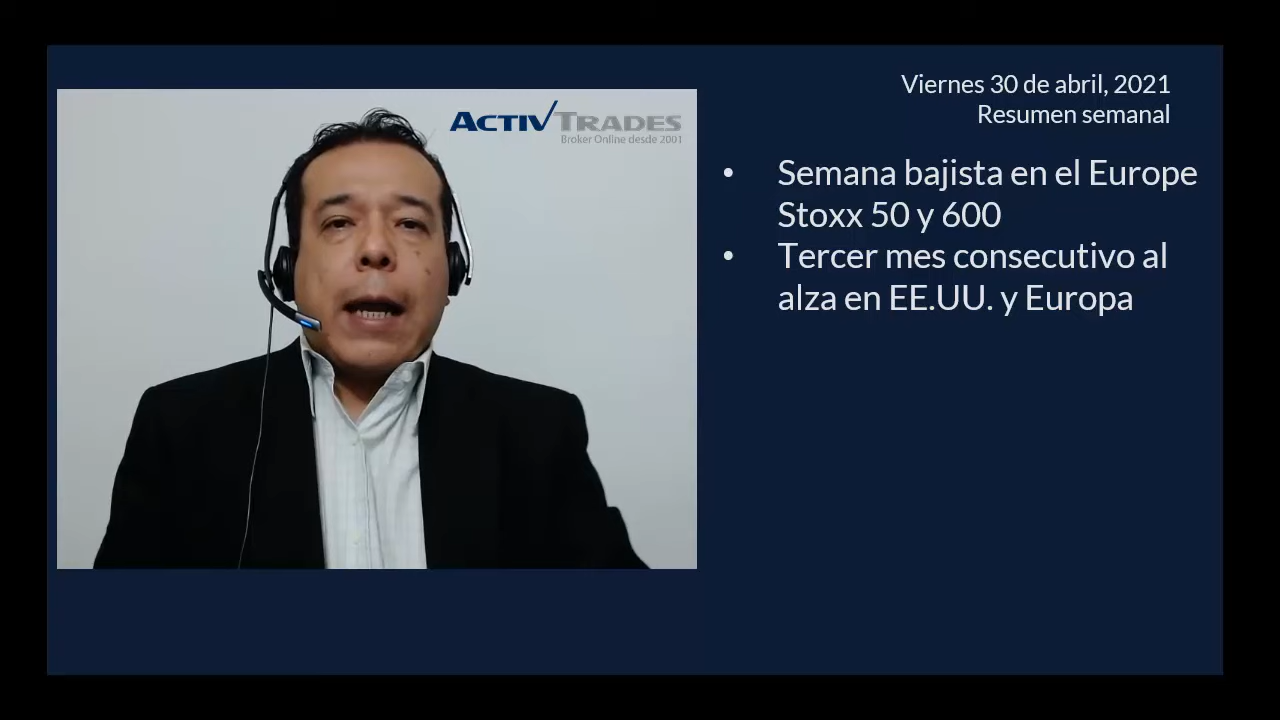 Viernes 30 de abril, 2021
Resumen semanal
ACTIVTRADES
Broker Online desde 2001
• Semana bajista en el Europe
Stoxx 50 y 600
• Tercer mes consecutivo al
alza en EE.UU. y Europa